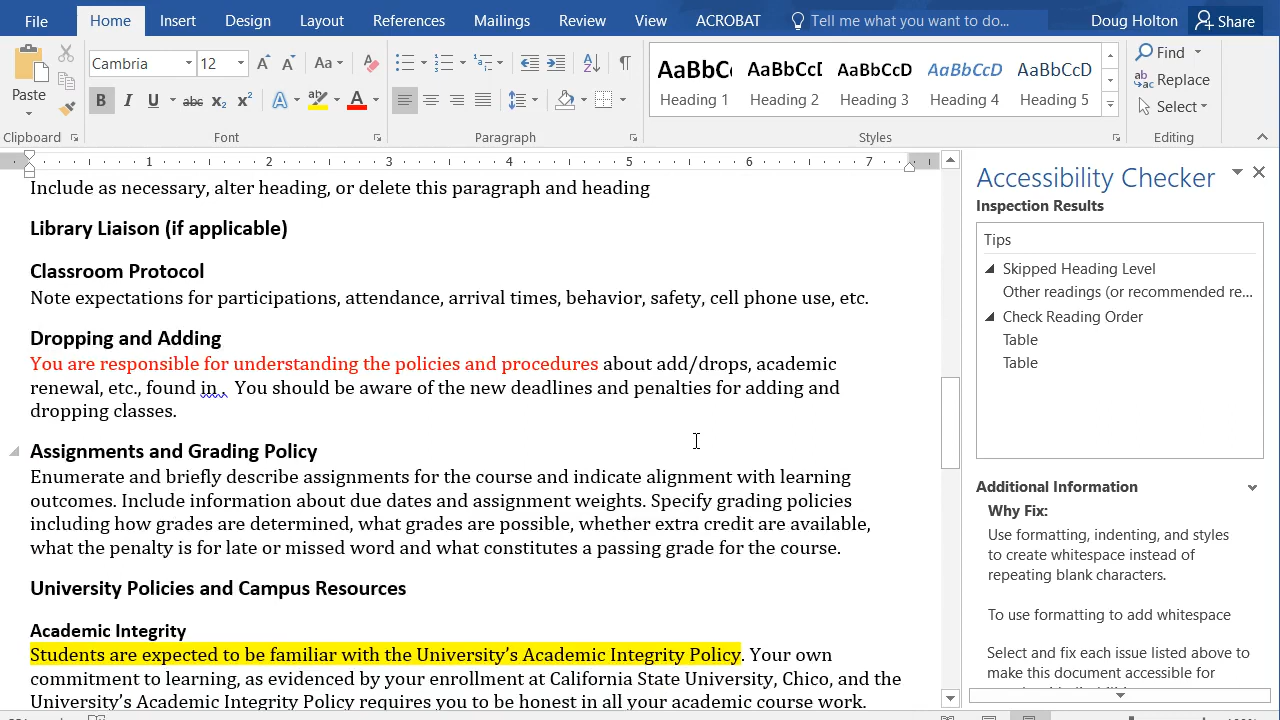 File Home Insert Design Layout References Mailings Review View ACROBAT Tell me what you want to do... Doug Holton Share
Paste
Clipboard
Cambria 12
Aa
B I U abc x₂ x² A A
Font
Paragraph
AaBbC AaBbC AaBbCcD AaBbCcD AaBbCcD
Heading 1 Heading 2 Heading 3 Heading 4 Heading 5
Styles
Find
Replace
Select
Editing
1 2 3 4 5 6 7
Include as necessary, alter heading, or delete this paragraph and heading
Library Liaison (if applicable)
Classroom Protocol
Note expectations for participations, attendance, arrival times, behavior, safety, cell phone use, etc.
Dropping and Adding
You are responsible for understanding the policies and procedures about add/drops, academic
renewal, etc., found in .  You should be aware of the new deadlines and penalties for adding and
dropping classes.
Assignments and Grading Policy
Enumerate and briefly describe assignments for the course and indicate alignment with learning
outcomes. Include information about due dates and assignment weights. Specify grading policies
including how grades are determined, what grades are possible, whether extra credit are available,
what the penalty is for late or missed word and what constitutes a passing grade for the course.
University Policies and Campus Resources
Academic Integrity
Students are expected to be familiar with the University’s Academic Integrity Policy. Your own
commitment to learning, as evidenced by your enrollment at California State University, Chico, and the
University’s Academic Integrity Policy requires you to be honest in all your academic course work.
Accessibility Checker
Inspection Results
Tips
Skipped Heading Level
Other readings (or recommended re...
Check Reading Order
Table
Table
Additional Information
Why Fix:
Use formatting, indenting, and styles
to create whitespace instead of
repeating blank characters.
To use formatting to add whitespace
Select and fix each issue listed above to
make this document accessible for